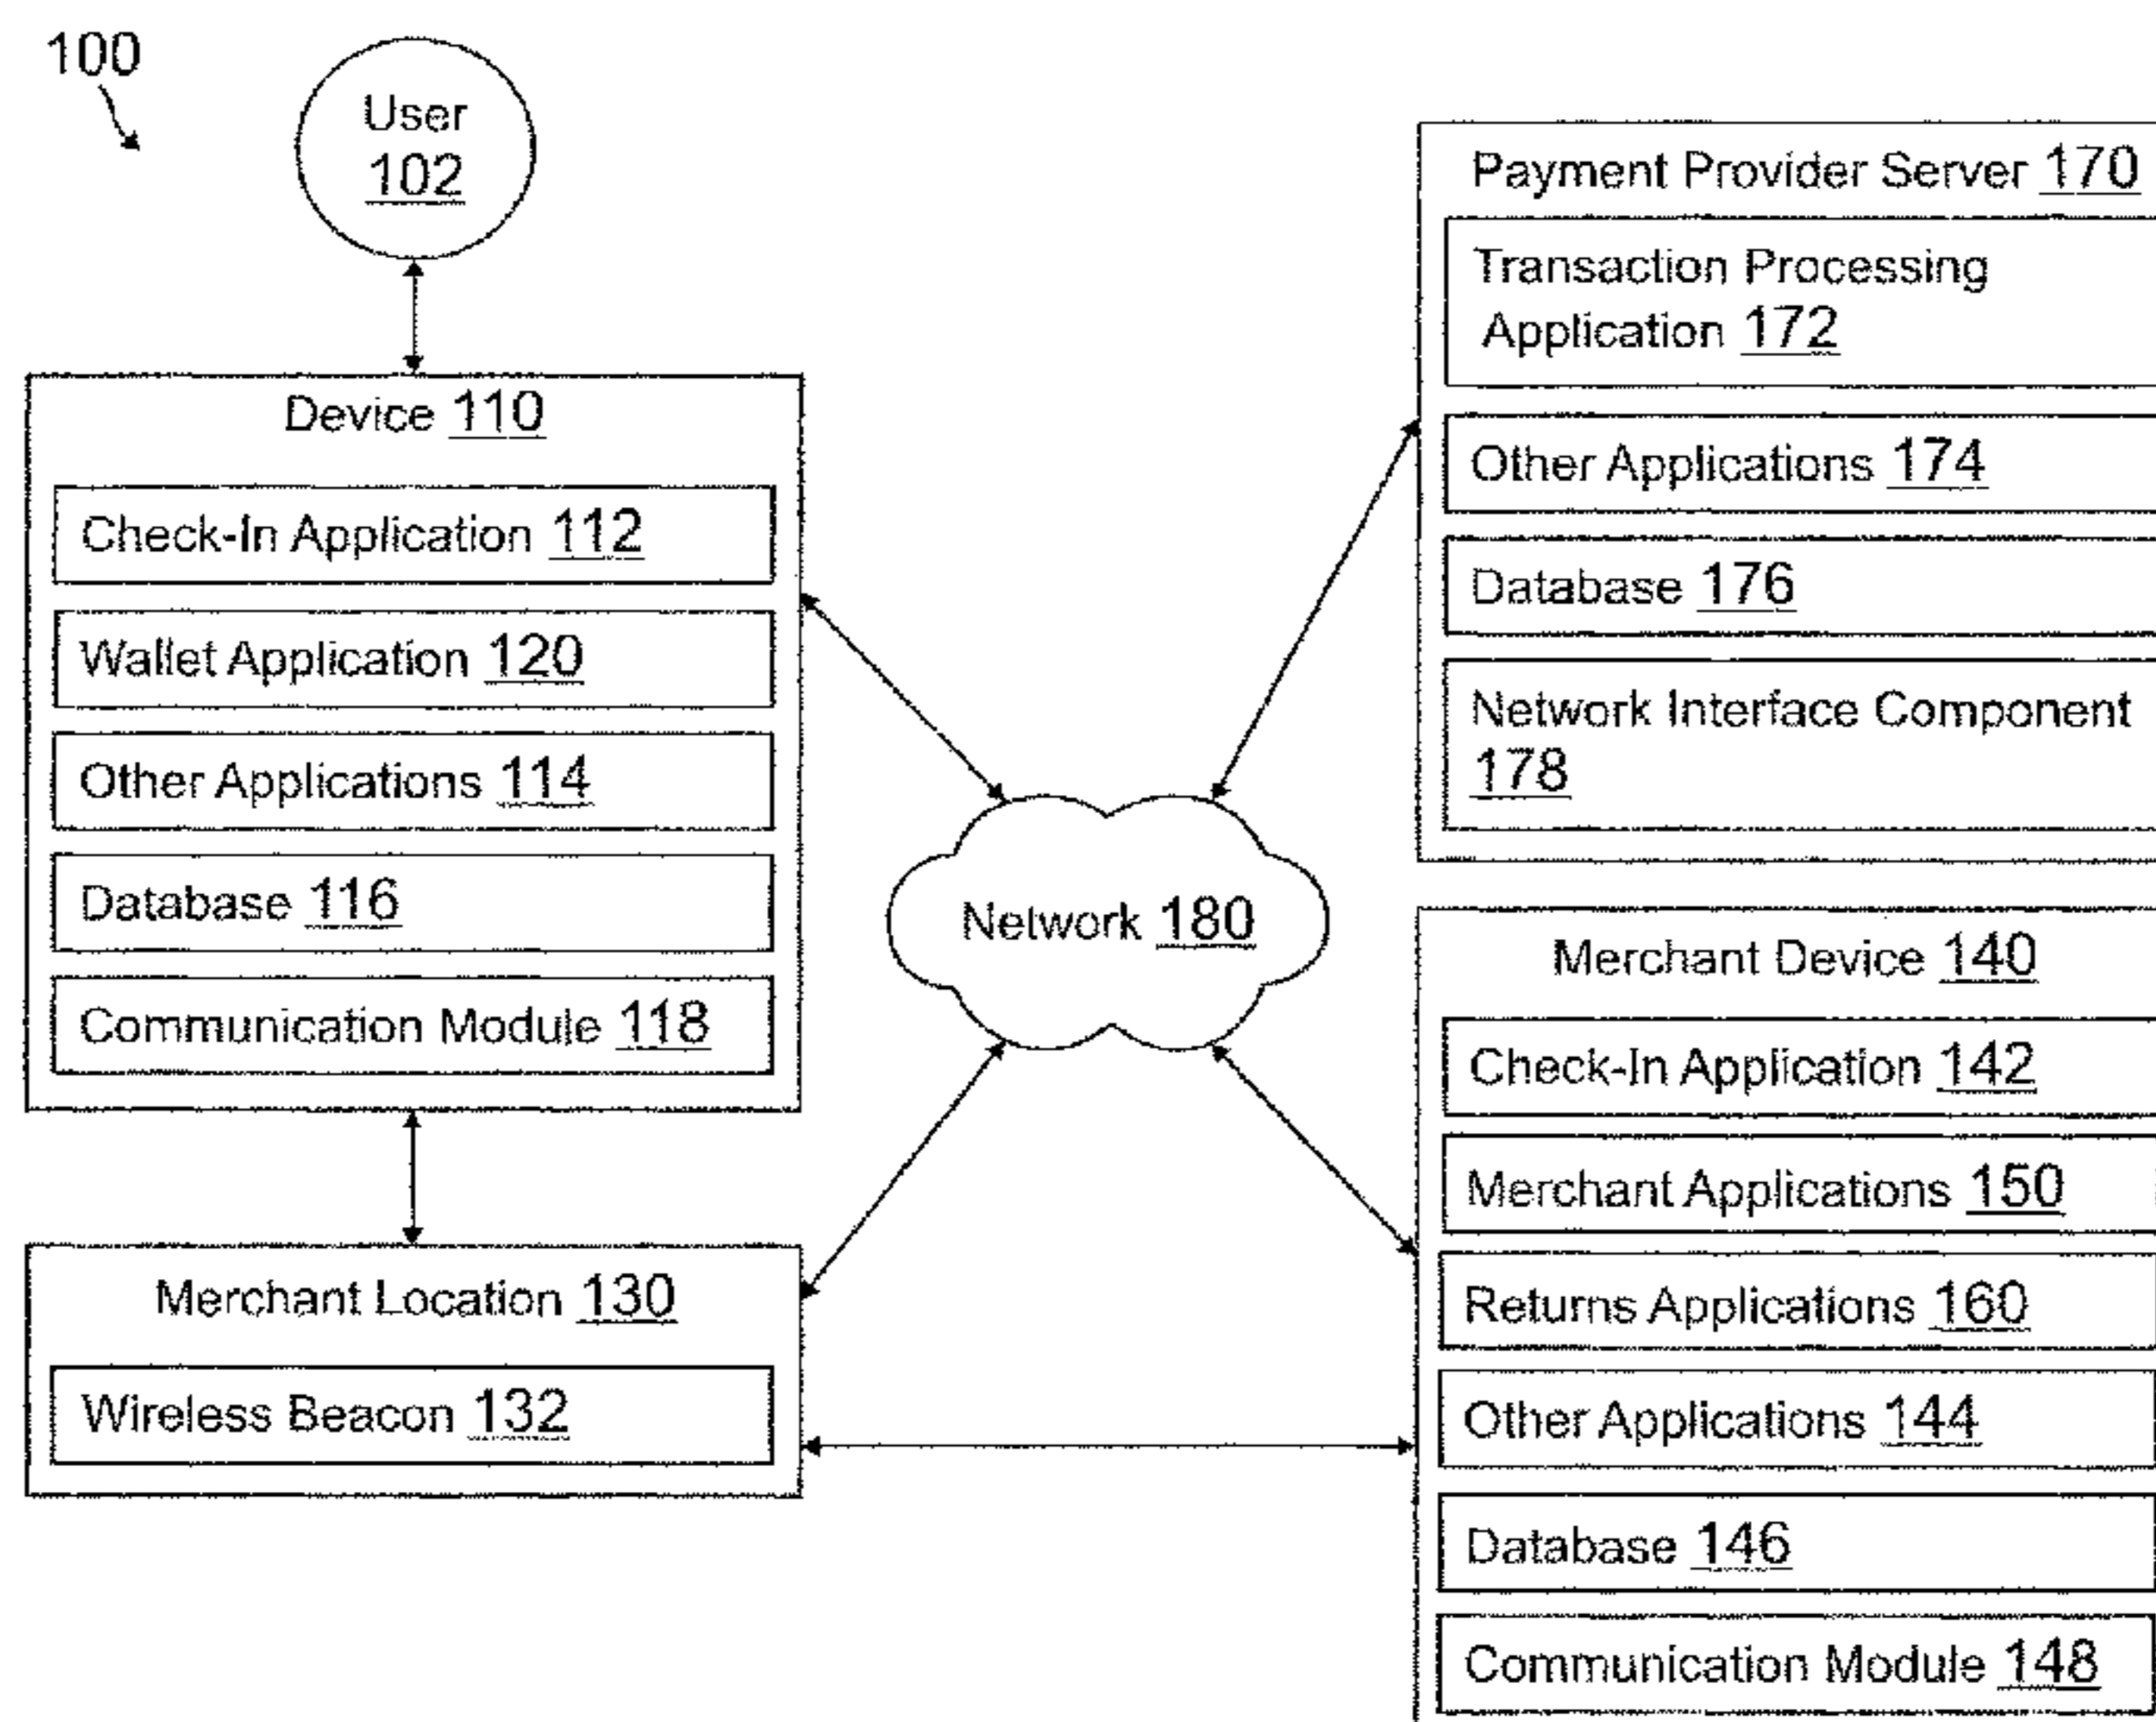 100
User
102
Device 110
Check-In Application 112
Wallet Application 120
Other Applications 114
Database 116
Communication Module 118
Merchant Location 130
Wireless Beacon 132
Network 180
Payment Provider Server 170
Transaction Processing
Application 172
Other Applications 174
Database 176
Network Interface Component
178
Merchant Device 140
Check-In Application 142
Merchant Applications 150
Returns Applications 160
Other Applications 144
Database 146
Communication Module 148